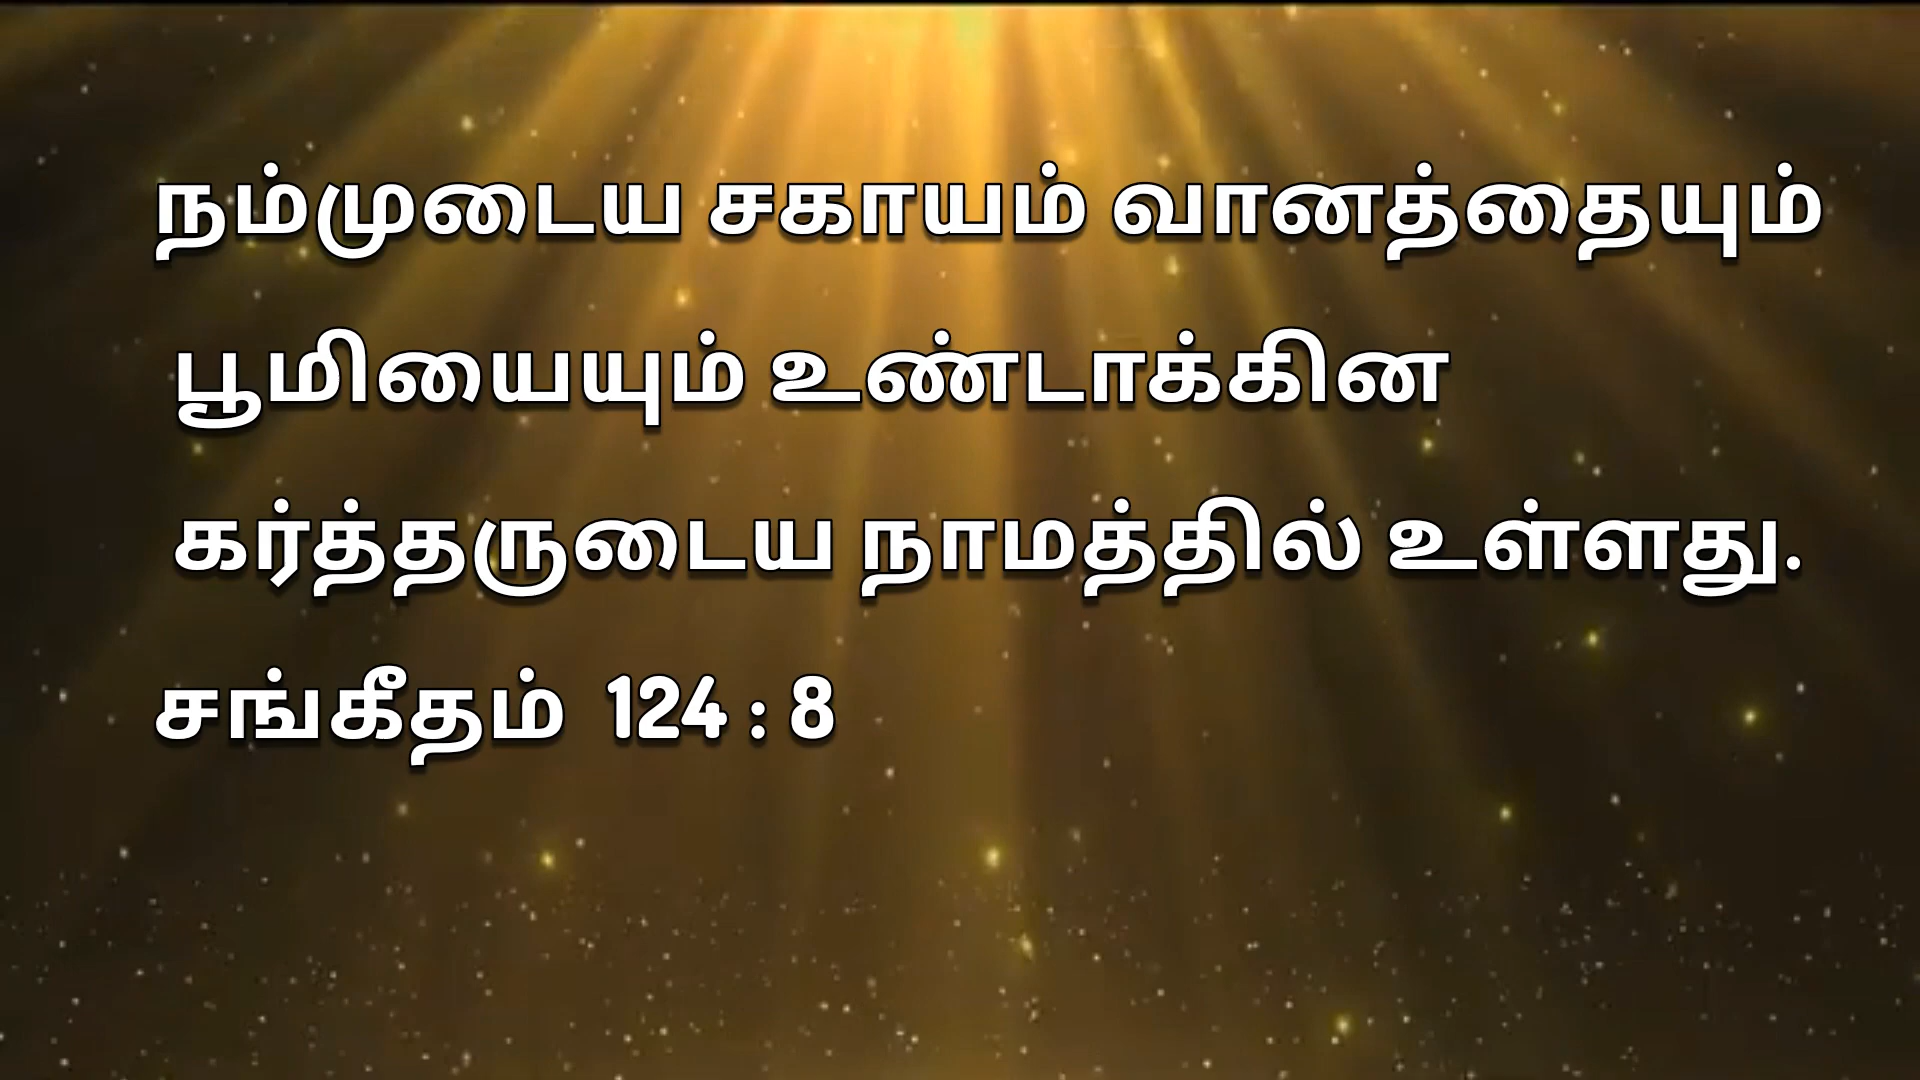 நம்முடைய சகாயம் வானத்தையும்
பூமியையும் உண்டாக்கின
கர்த்தருடைய நாமத்தில் உள்ளது.
சங்கீதம் 124 : 8